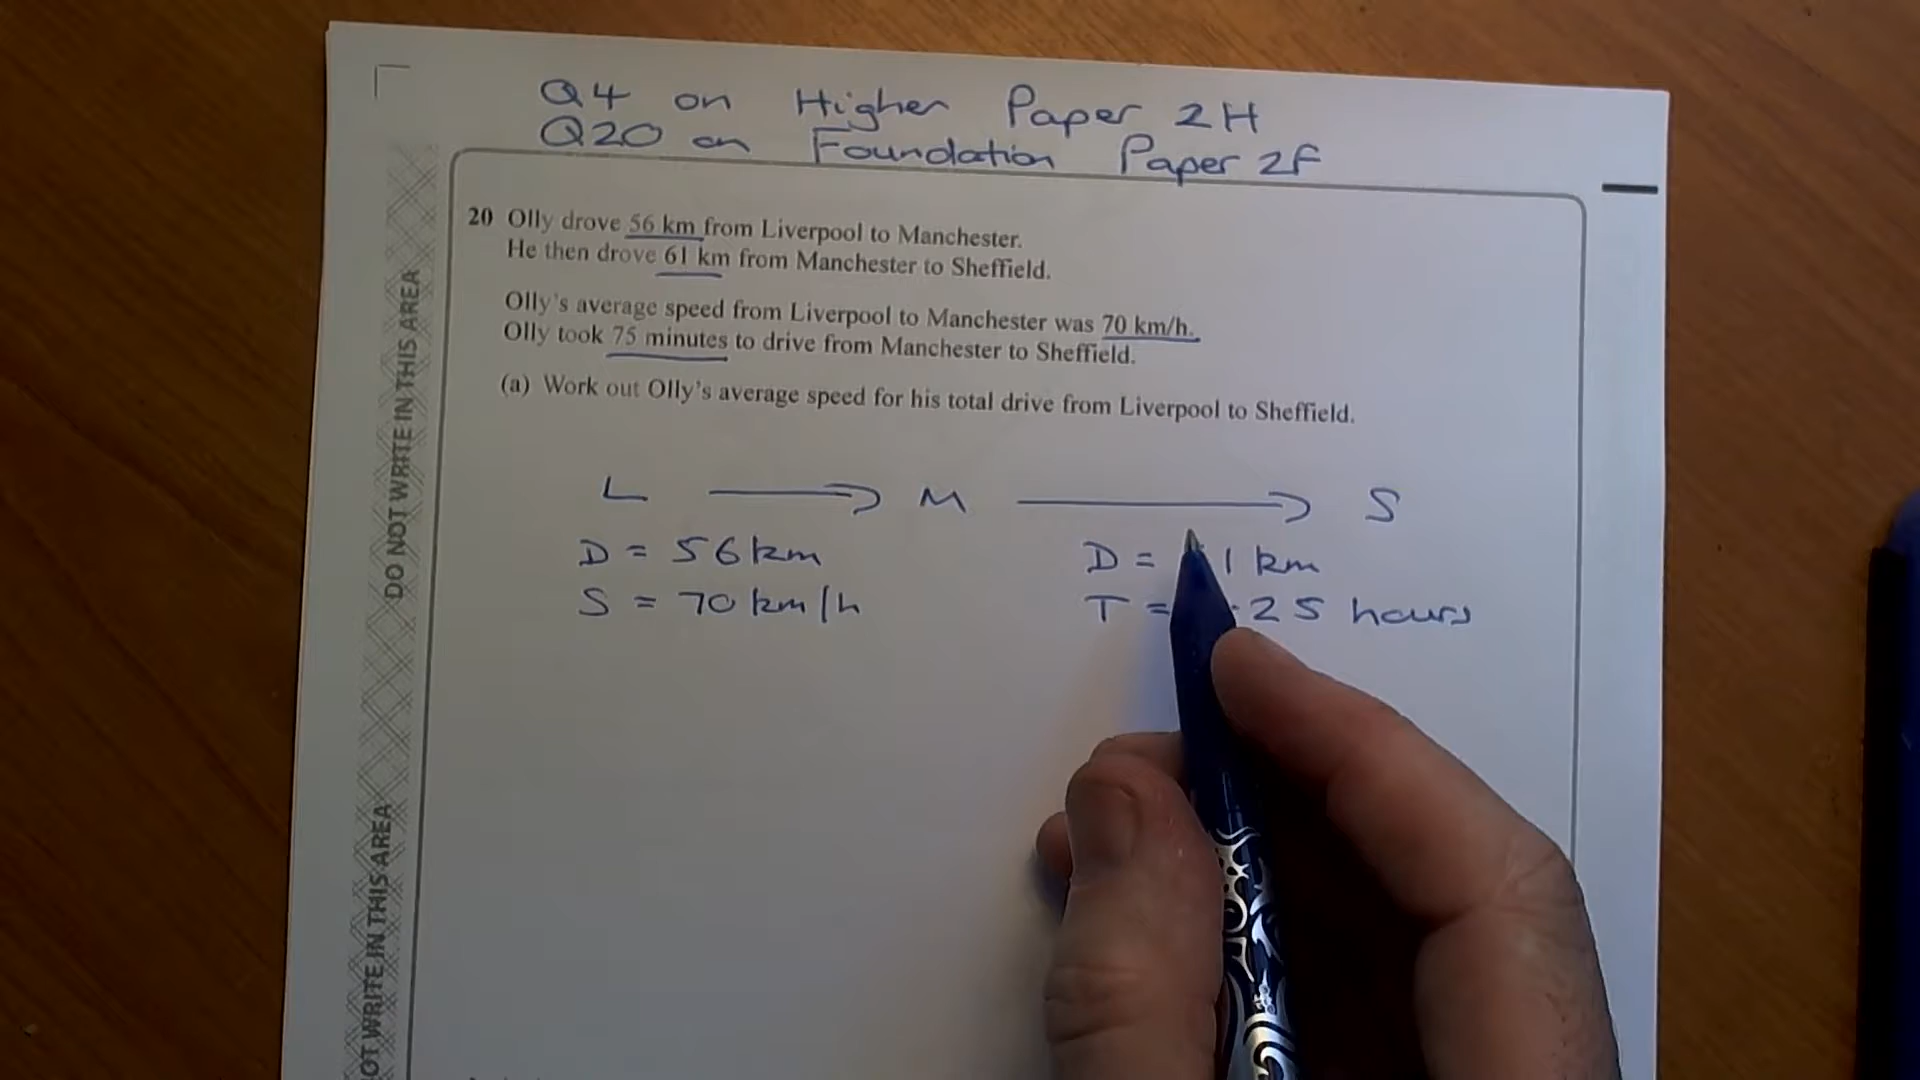 Q4 on Higher Paper 2H
Q20 on Foundation Paper 2F
20 Olly drove 56 km from Liverpool to Manchester.
He then drove 61 km from Manchester to Sheffield.
Olly's average speed from Liverpool to Manchester was 70 km/h.
Olly took 75 minutes to drive from Manchester to Sheffield.
(a) Work out Olly's average speed for his total drive from Liverpool to Sheffield.
L M S
D = 56 km D = 1 km
S = 70 km/h T = .25 hours
DO NOT WRITE IN THIS AREA
NOT WRITE IN THIS AREA